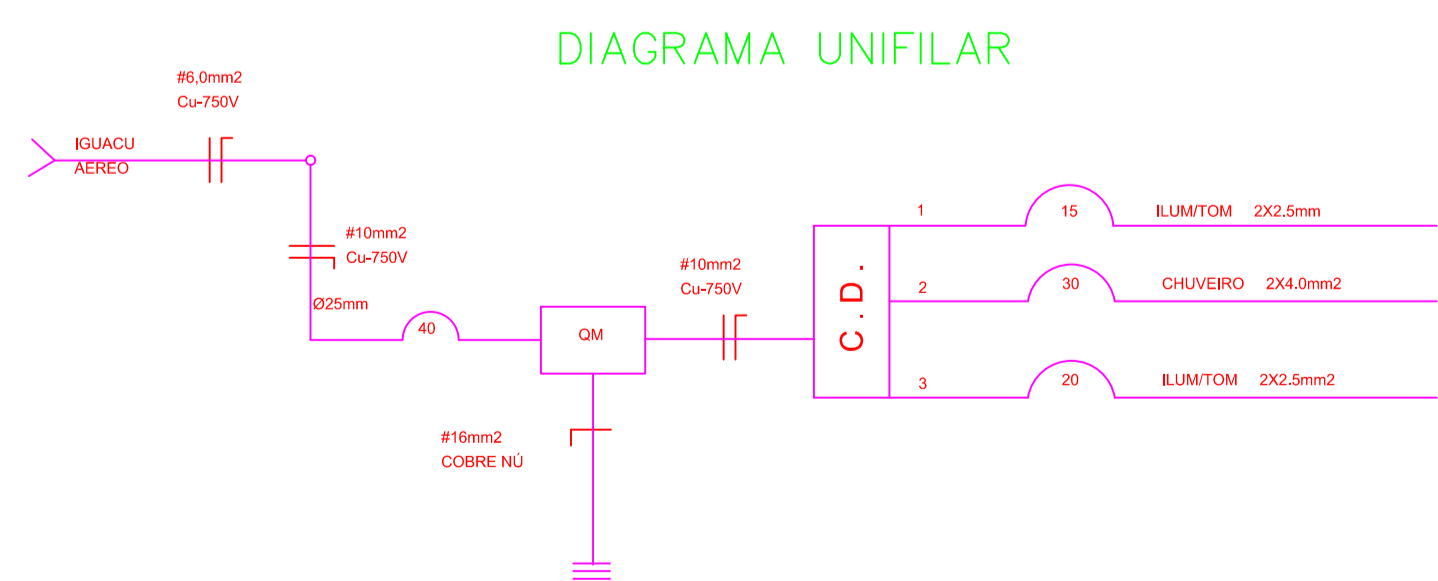 DIAGRAMA UNIFILAR
#6,0mm2
Cu-750V
IGUACU
AEREO
#10mm2
Cu-750V
Ø25mm
40
QM
#16mm2
COBRE NÚ
#10mm2
Cu-750V
C.D.
1 15 ILUM/TOM 2X2.5mm
2 30 CHUVEIRO 2X4.0mm2
3 20 ILUM/TOM 2X2.5mm2